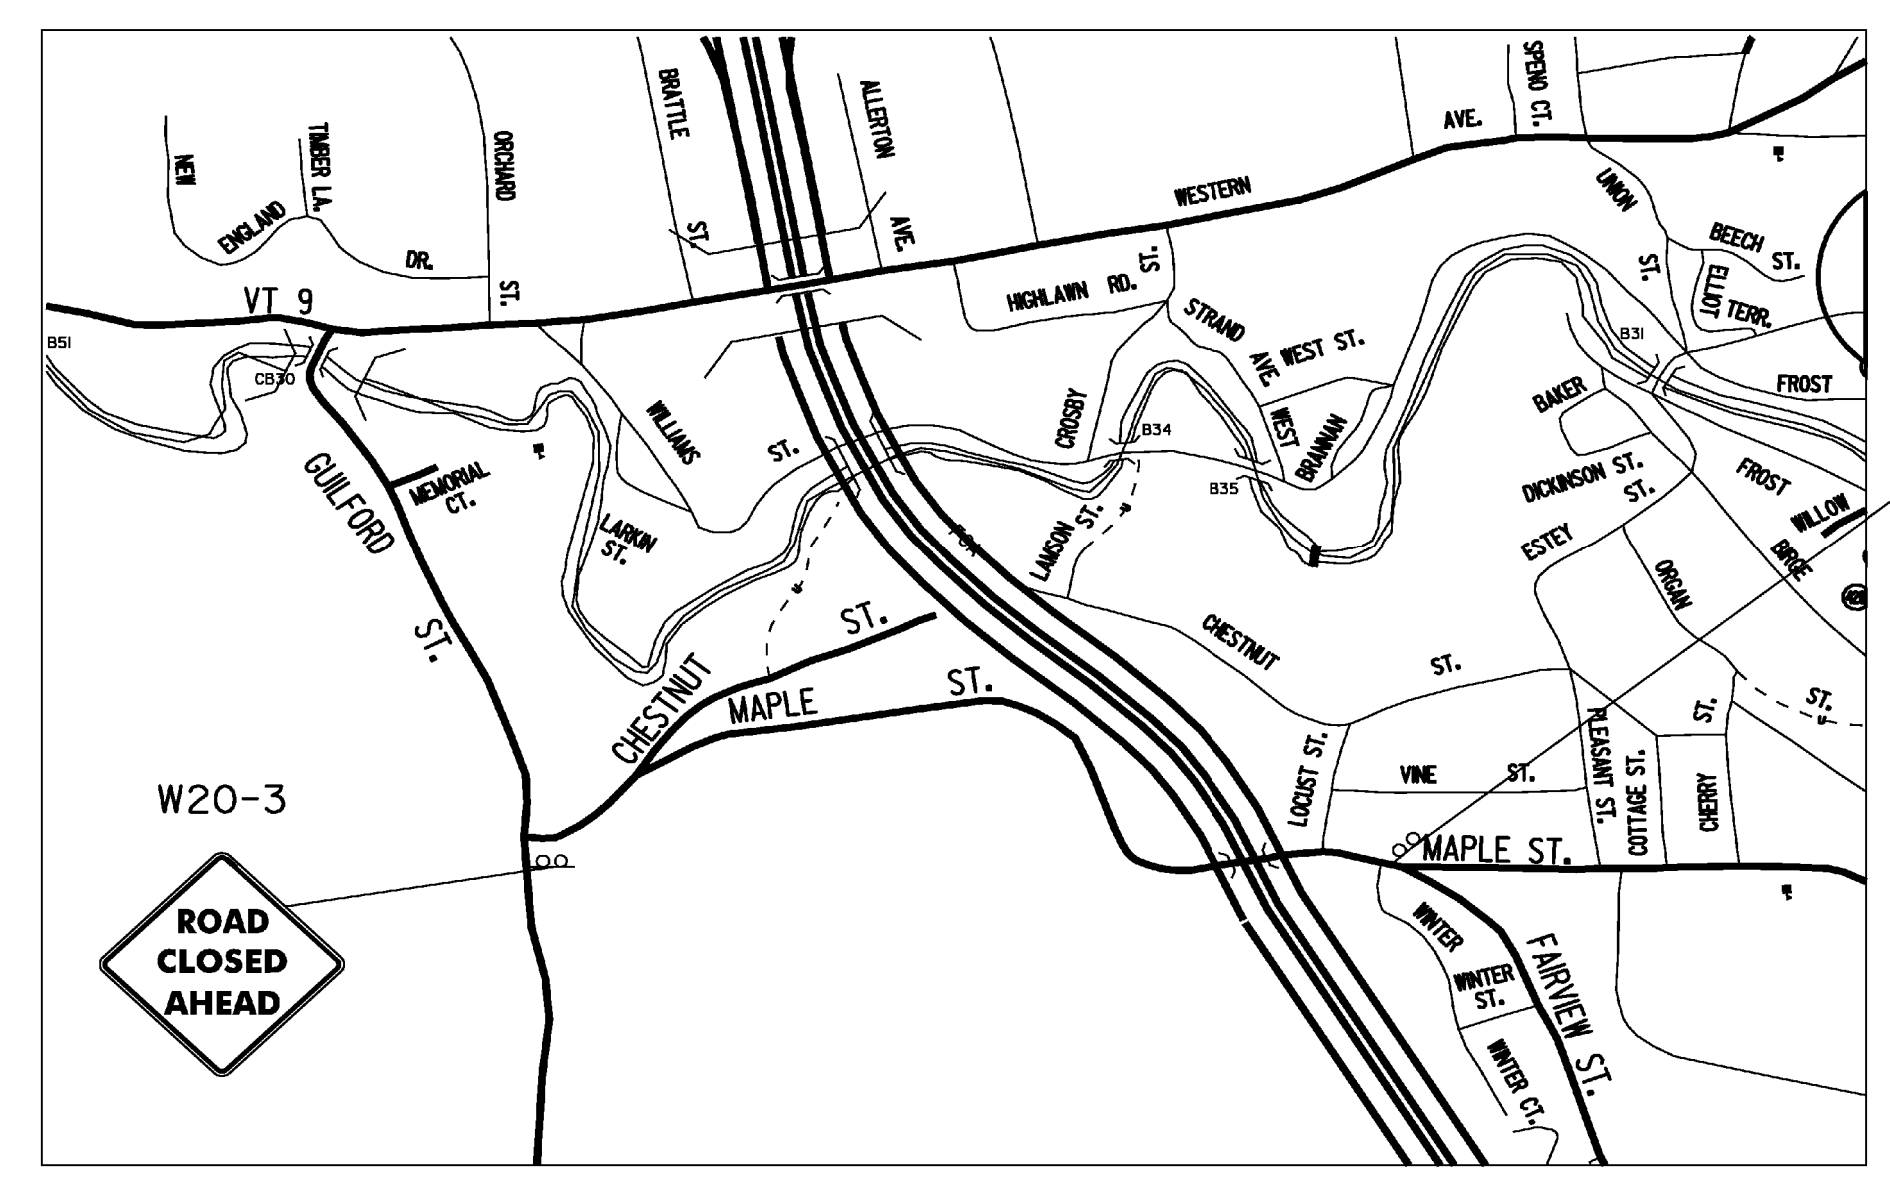 SPENO CT.
BRATTLE
ST.
ALLERTON
AVE.
AVE.
TIMBER LA.
NEW
ENGLAND
DR.
ORCHARD
ST.
WESTERN
UNION
ST.
BEECH
ST.
ELLIOT
TERR.
HIGHLAWN RD.
ST.
VT 9
STRAND
AVE.
WEST ST.
B51
CB30
B31
FROST
BAKER
CROSBY
WEST
BRANNAN
WILLIAMS
ST.
B34
B35
GUILFORD
ST.
MEMORIAL
CT.
DICKINSON ST.
ST.
ESTEY
FROST
WILLOW
BIRGE
LARKIN
ST.
LAMSON
ST.
ORGAN
ST.
CHESTNUT
ST.
CHESTNUT
ST.
MAPLE
ST.
LOCUST ST.
VINE
ST.
PLEASANT ST.
COTTAGE ST.
CHERRY
ST.
W20-3
MAPLE ST.
ROAD
CLOSED
AHEAD
WINTER
WINTER
ST.
WINTER CT.
FAIRVIEW ST.